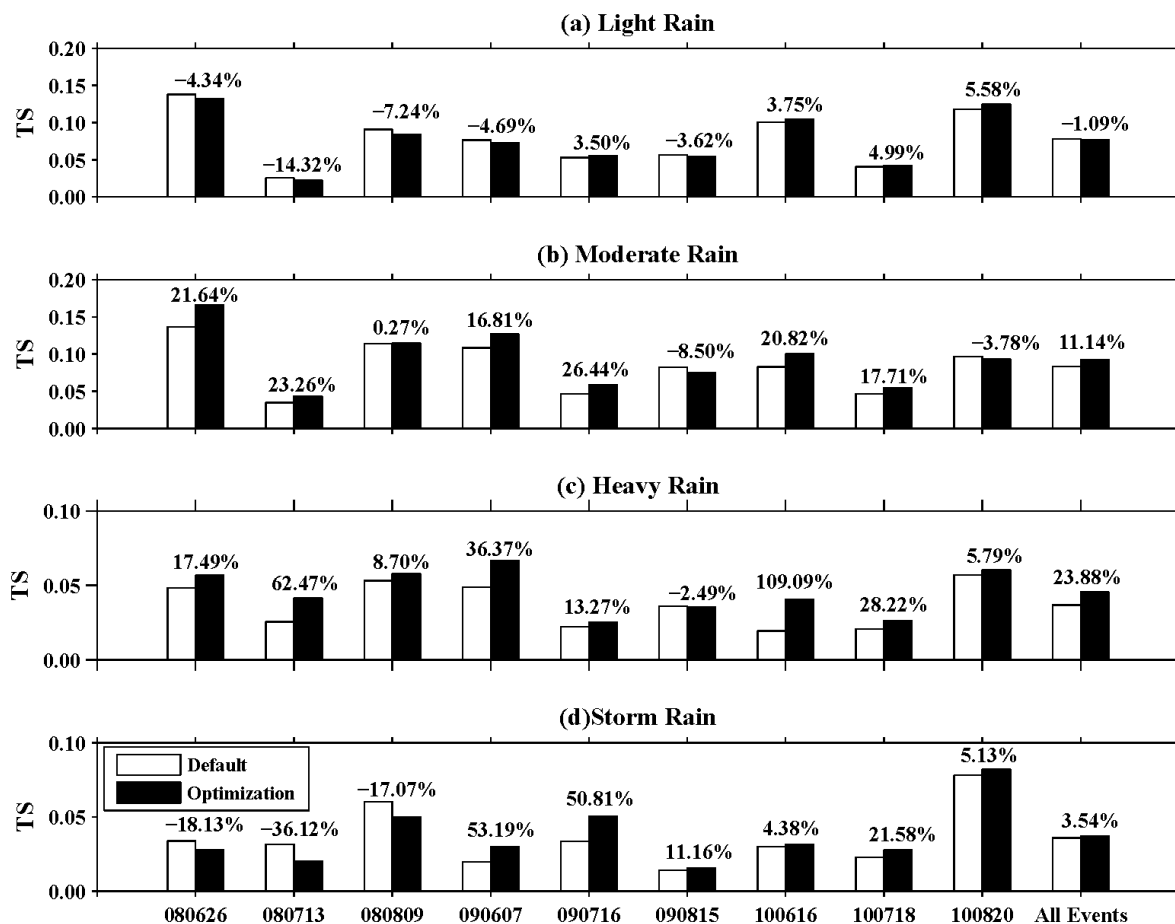 (a) Light Rain
0.20
0.15
0.10
0.05
0.00
TS
−4.34% −14.32% −7.24% −4.69% 3.50% −3.62% 3.75% 4.99% 5.58% −1.09%
(b) Moderate Rain
0.20
0.15
0.10
0.05
0.00
TS
21.64% 23.26% 0.27% 16.81% 26.44% −8.50% 20.82% 17.71% −3.78% 11.14%
(c) Heavy Rain
0.10
0.05
0.00
TS
17.49% 62.47% 8.70% 36.37% 13.27% −2.49% 109.09% 28.22% 5.79% 23.88%
(d)Storm Rain
0.10
0.05
0.00
TS
Default
Optimization
−18.13% −36.12% −17.07% 53.19% 50.81% 11.16% 4.38% 21.58% 5.13% 3.54%
080626 080713 080809 090607 090716 090815 100616 100718 100820 All Events